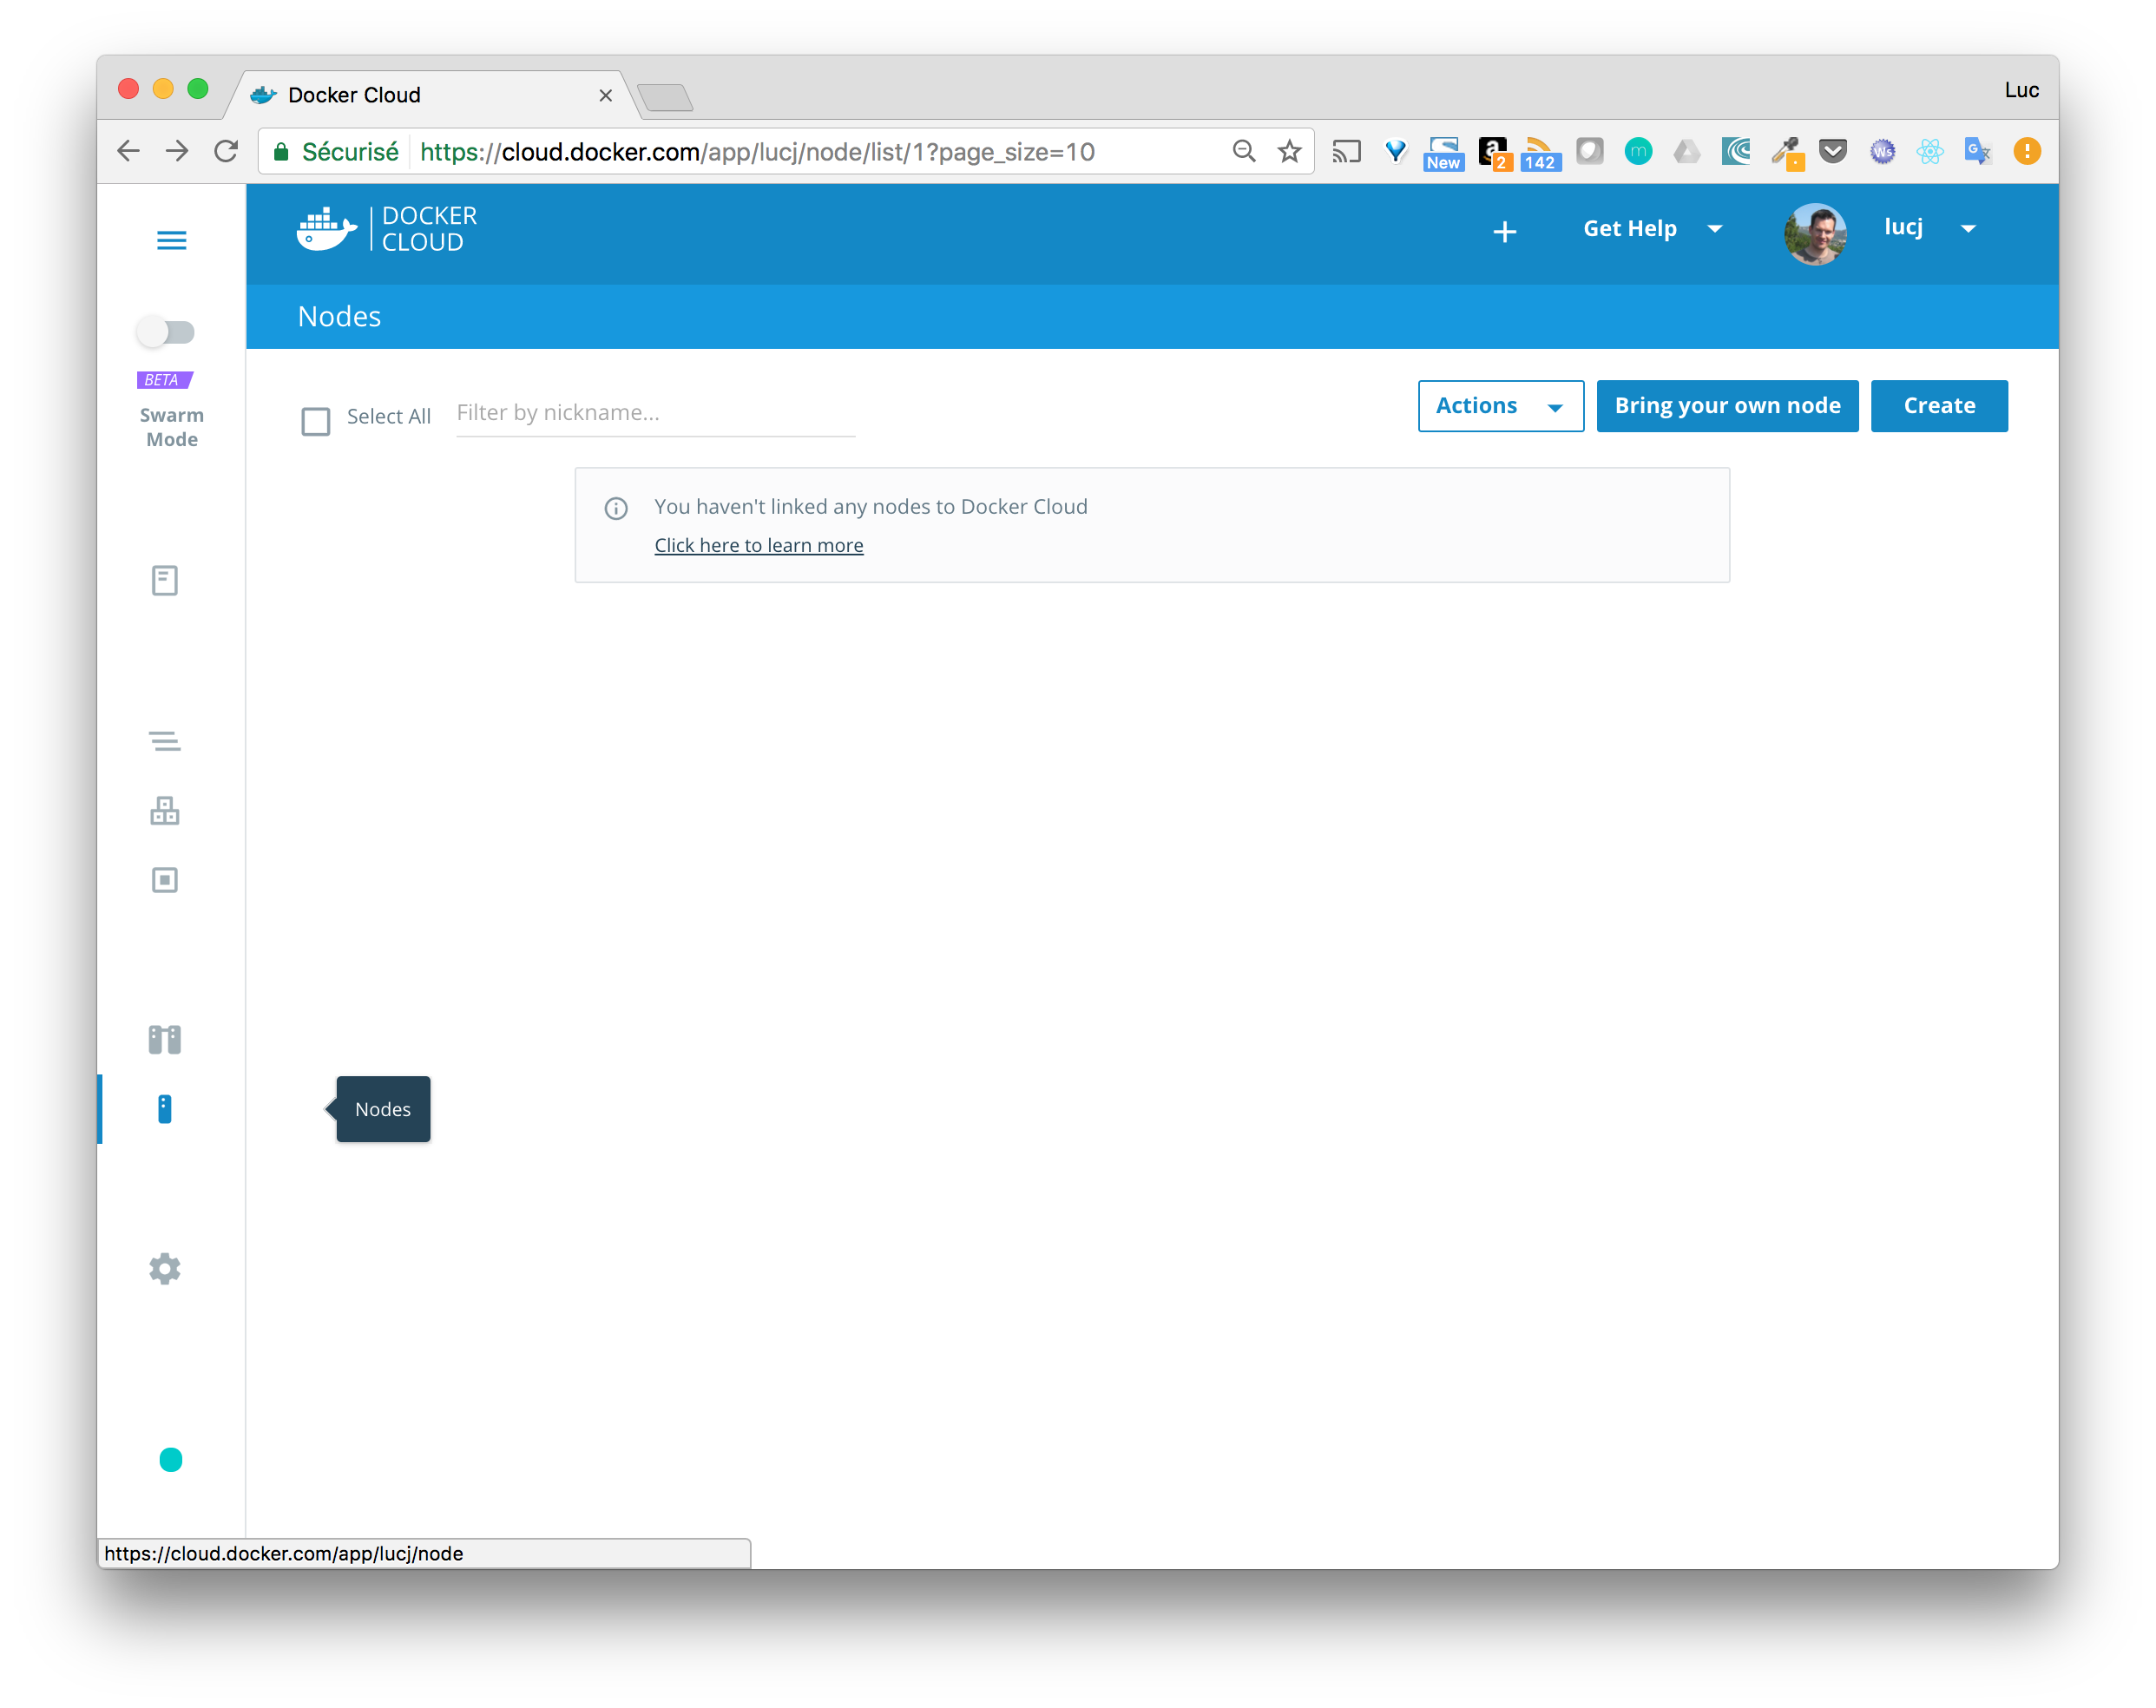 Docker Cloud
Luc
Sécurisé
https://cloud.docker.com/app/lucj/node/list/1?page_size=10
New
a
2
142
m
Ws
G
DOCKER
CLOUD
Get Help
lucj
Nodes
BETA
Swarm
Mode
Select All
Filter by nickname...
Actions
Bring your own node
Create
You haven't linked any nodes to Docker Cloud
Click here to learn more
Nodes
https://cloud.docker.com/app/lucj/node